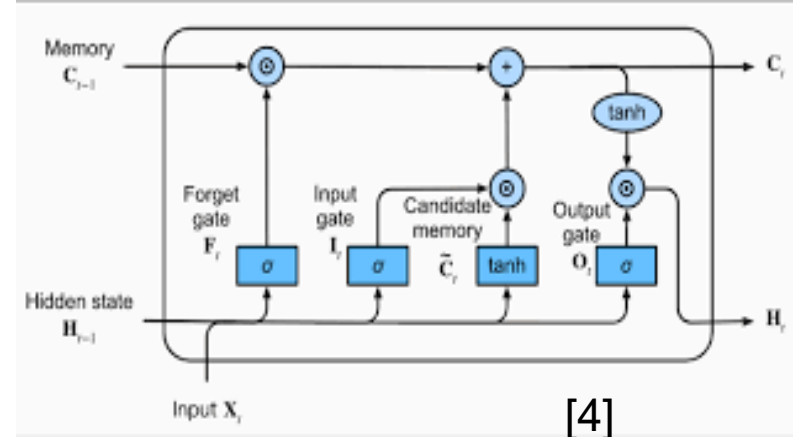 Memory
C_{t-1}
C_t
tanh
Forget
gate
F_t
Input
gate
I_t
Candidate
memory
C̃_t
Output
gate
O_t
σ
σ
tanh
σ
Hidden state
H_{t-1}
H_t
Input X_t
[4]